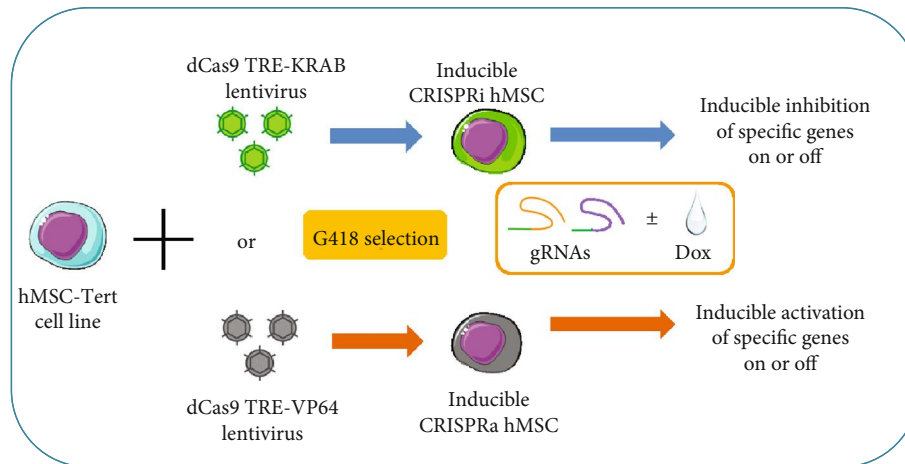 dCas9 TRE-KRAB
lentivirus
Inducible
CRISPRi hMSC
Inducible inhibition
of specific genes
on or off
hMSC-Tert
cell line
or
G418 selection
gRNAs
±
Dox
dCas9 TRE-VP64
lentivirus
Inducible
CRISPRa hMSC
Inducible activation
of specific genes
on or off